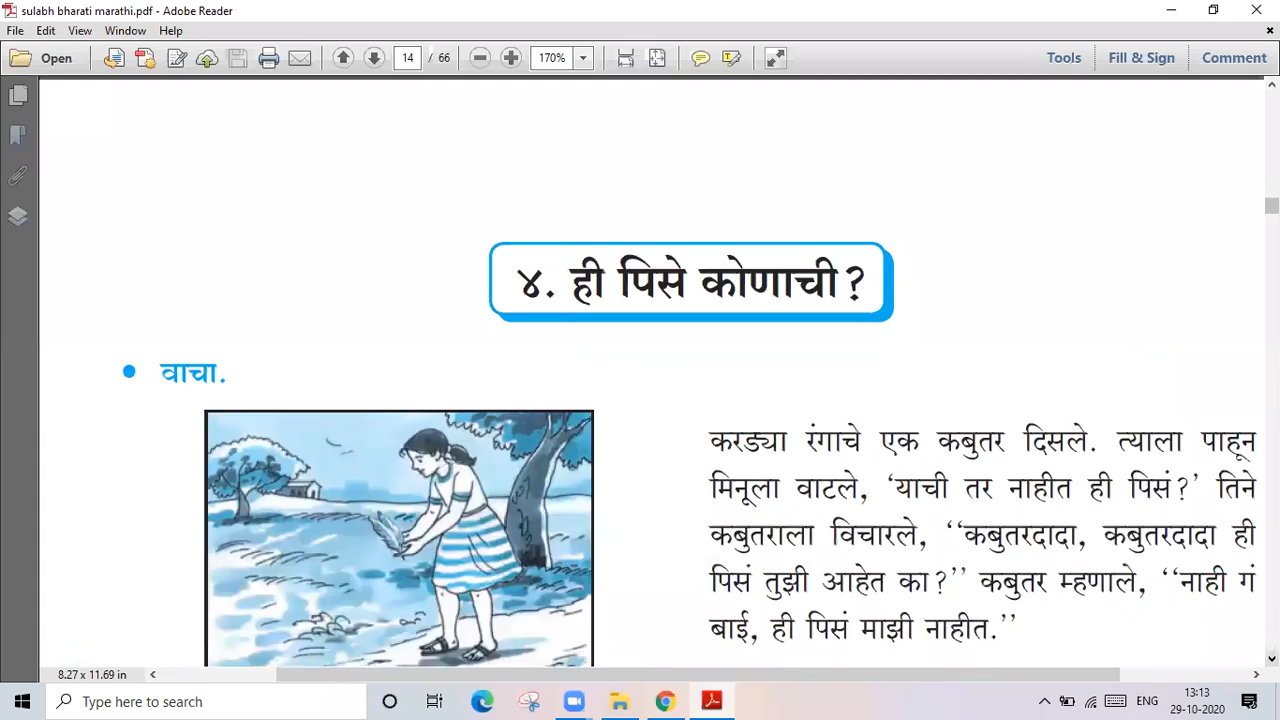 sulabh bharati marathi.pdf - Adobe Reader
File Edit View Window Help
Open 14 / 66 170% Tools Fill & Sign Comment
४. ही पिसे कोणाची?
• वाचा.
करड्या रंगाचे एक कबुतर दिसले. त्याला पाहून
मिनूला वाटले, ‘याची तर नाहीत ही पिसं?’ तिने
कबुतराला विचारले, ‘‘कबुतरदादा, कबुतरदादा ही
पिसं तुझी आहेत का?’’ कबुतर म्हणाले, ‘‘नाही गं
बाई, ही पिसं माझी नाहीत.’’
8.27 x 11.69 in
Type here to search
ENG
13:13
29-10-2020